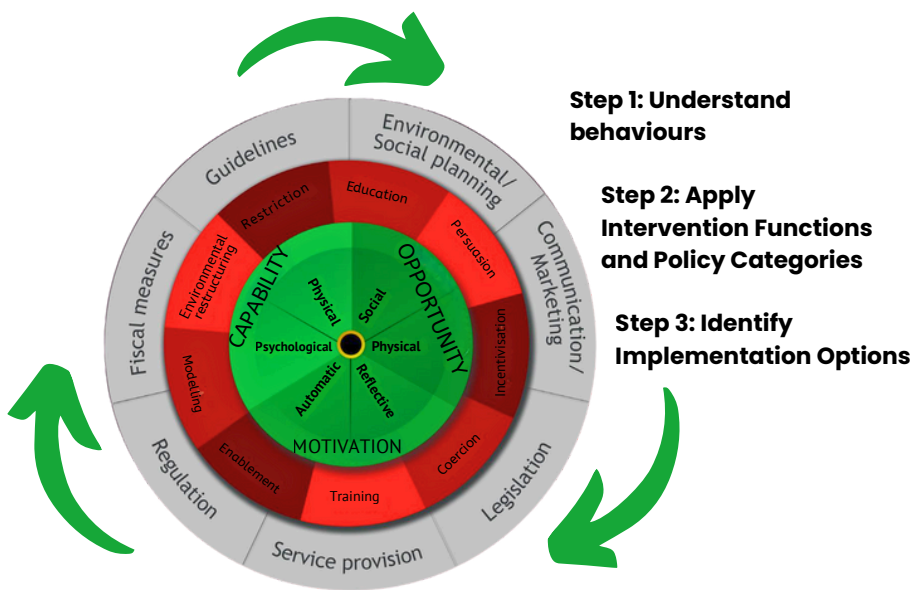 Step 1: Understand
behaviours
Step 2: Apply
Intervention Functions
and Policy Categories
Step 3: Identify
Implementation Options
Guidelines
Environmental/
Social planning
Communication/
Marketing
Legislation
Service provision
Regulation
Fiscal measures
Restriction
Education
Persuasion
Incentivisation
Coercion
Training
Enablement
Modelling
Environmental
restructuring
CAPABILITY
OPPORTUNITY
MOTIVATION
Physical
Social
Psychological
Physical
Automatic
Reflective